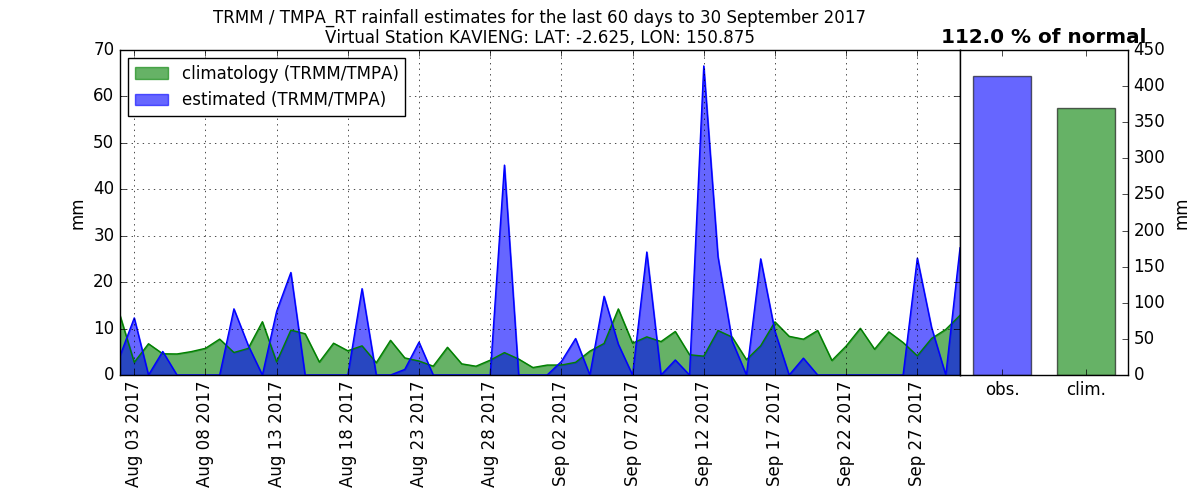 TRMM / TMPA_RT rainfall estimates for the last 60 days to 30 September 2017
Virtual Station KAVIENG: LAT: -2.625, LON: 150.875
112.0 % of normal
climatology (TRMM/TMPA)
estimated (TRMM/TMPA)
mm
70
60
50
40
30
20
10
0
Aug 03 2017
Aug 08 2017
Aug 13 2017
Aug 18 2017
Aug 23 2017
Aug 28 2017
Sep 02 2017
Sep 07 2017
Sep 12 2017
Sep 17 2017
Sep 22 2017
Sep 27 2017
obs.
clim.
450
400
350
300
250
200
150
100
50
0
mm